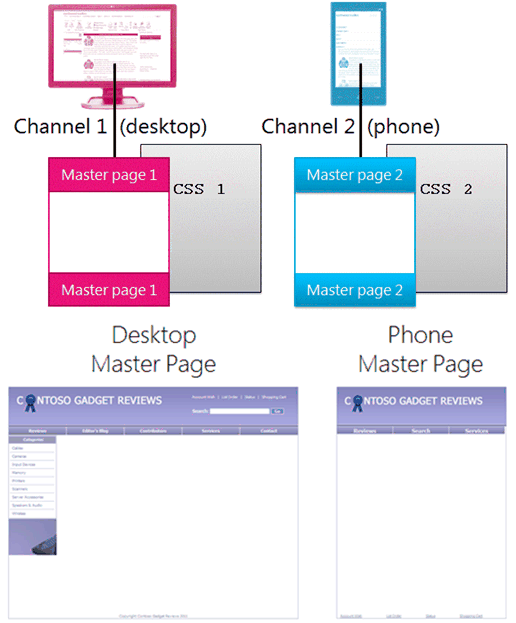 Channel 1 (desktop)
Channel 2 (phone)
Master page 1
CSS 1
Master page 2
CSS 2
Master page 1
Master page 2
Desktop
Master Page
Phone
Master Page
CONTOSO GADGET REVIEWS
Account Info | List Order | Status | Shopping Cart
Search
Go
Reviews Editor's Blog Contributors Services Contact
Categories
Cables
Cameras
Input Devices
Memory
Printers
Scanners
Server Accessories
Speakers & Audio
Wireless
Copyright Contoso Gadget Reviews 2011
CONTOSO GADGET REVIEWS
Reviews Search Services
Account Info List Order Status Shopping Cart